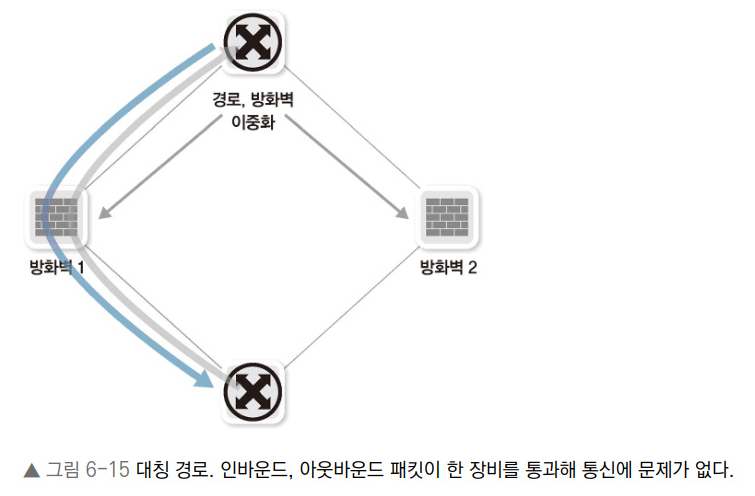 경로, 방화벽
이중화
방화벽 1
방화벽 2
▲ 그림 6-15 대칭 경로. 인바운드, 아웃바운드 패킷이 한 장비를 통과해 통신에 문제가 없다.